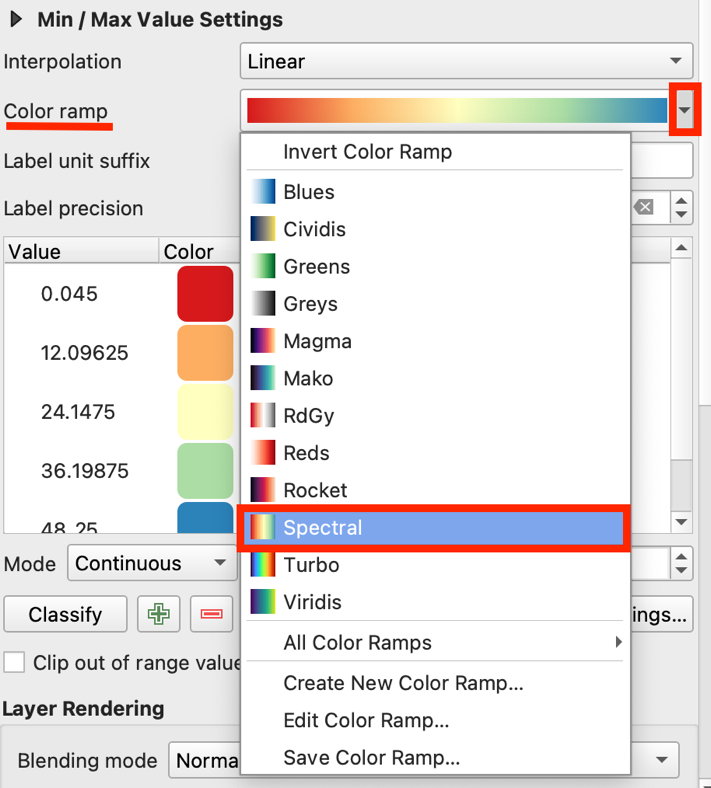 Min / Max Value Settings
Interpolation
Linear
Color ramp
Invert Color Ramp
Label unit suffix
Blues
Label precision
Cividis
Value
Color
Greens
0.045
Greys
Magma
12.09625
Mako
24.1475
RdGy
Reds
36.19875
Rocket
48.25
Spectral
Mode
Continuous
Turbo
Classify
Viridis
ings...
All Color Ramps
Clip out of range value
Create New Color Ramp...
Layer Rendering
Edit Color Ramp...
Blending mode
Norma
Save Color Ramp...